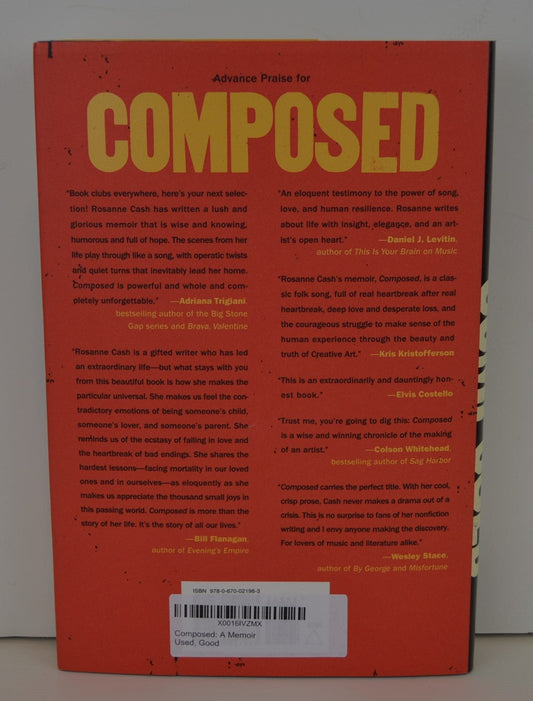 Advance Praise for
COMPOSED
"Book clubs everywhere, here's your next selec-
tion! Rosanne Cash has written a lush and
glorious memoir that is wise and knowing,
humorous and full of hope. The scenes from her
life play through like a song, with operatic twists
and quiet turns that inevitably lead her home.
Composed is powerful and whole and com-
pletely unforgettable." —Adriana Trigiani,
bestselling author of the Big Stone
Gap series and Brava, Valentine
"Rosanne Cash is a gifted writer who has led
an extraordinary life—but what stays with you
from this beautiful book is how she makes the
particular universal. She makes us feel the con-
tradictory emotions of being someone's child,
someone's lover, and someone's parent. She
reminds us of the ecstasy of falling in love and
the heartbreak of bad endings. She shares the
hardest lessons—facing mortality in our loved
ones and in ourselves—as eloquently as she
makes us appreciate the thousand small joys in
this passing world. Composed is more than the
story of her life. It's the story of all our lives."
—Bill Flanagan,
author of Evening's Empire
"An eloquent testimony to the power of song,
love, and human resilience. Rosanne writes
about life with insight, elegance, and an art-
ist's open heart." —Daniel J. Levitin,
author of This Is Your Brain on Music
"Rosanne Cash's memoir, Composed, is a clas-
sic folk song, full of real heartbreak after real
heartbreak, deep love and desperate loss, and
the courageous struggle to make sense of the
human experience through the beauty and
truth of Creative Art." —Kris Kristofferson
"This is an extraordinarily and dauntingly hon-
est book." —Elvis Costello
"Trust me, you're going to dig this: Composed
is a wise and winning chronicle of the making
of an artist." —Colson Whitehead,
bestselling author of Sag Harbor
"Composed carries the perfect title. With her cool,
crisp prose, Cash never makes a drama out of a
crisis. This is no surprise to fans of her nonfiction
writing and I envy anyone making the discovery.
For lovers of music and literature alike."
—Wesley Stace,
author of By George and Misfortune
ISBN 978-0-670-02196-3
X0016IVZMX
Composed: A Memoir
Used, Good